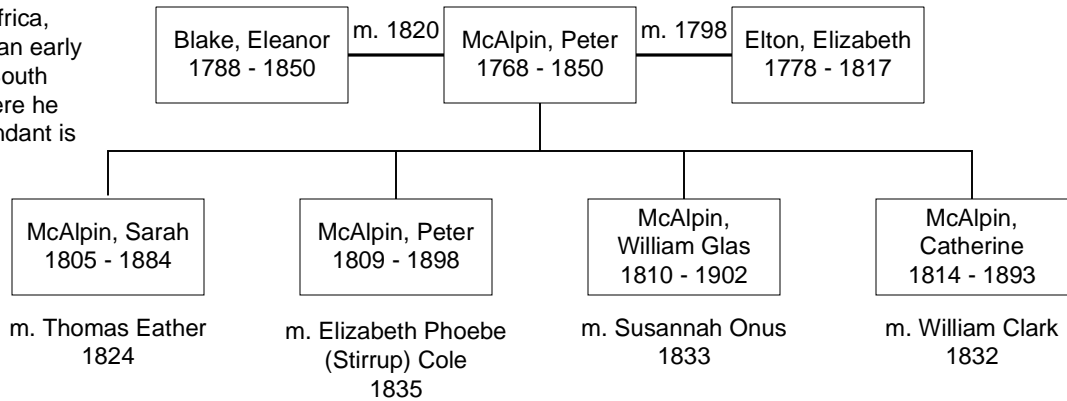 frica,
an early
South
ere he
ndant is
Blake, Eleanor
1788 - 1850
m. 1820
McAlpin, Peter
1768 - 1850
m. 1798
Elton, Elizabeth
1778 - 1817
McAlpin, Sarah
1805 - 1884
m. Thomas Eather
1824
McAlpin, Peter
1809 - 1898
m. Elizabeth Phoebe
(Stirrup) Cole
1835
McAlpin,
William Glas
1810 - 1902
m. Susannah Onus
1833
McAlpin,
Catherine
1814 - 1893
m. William Clark
1832